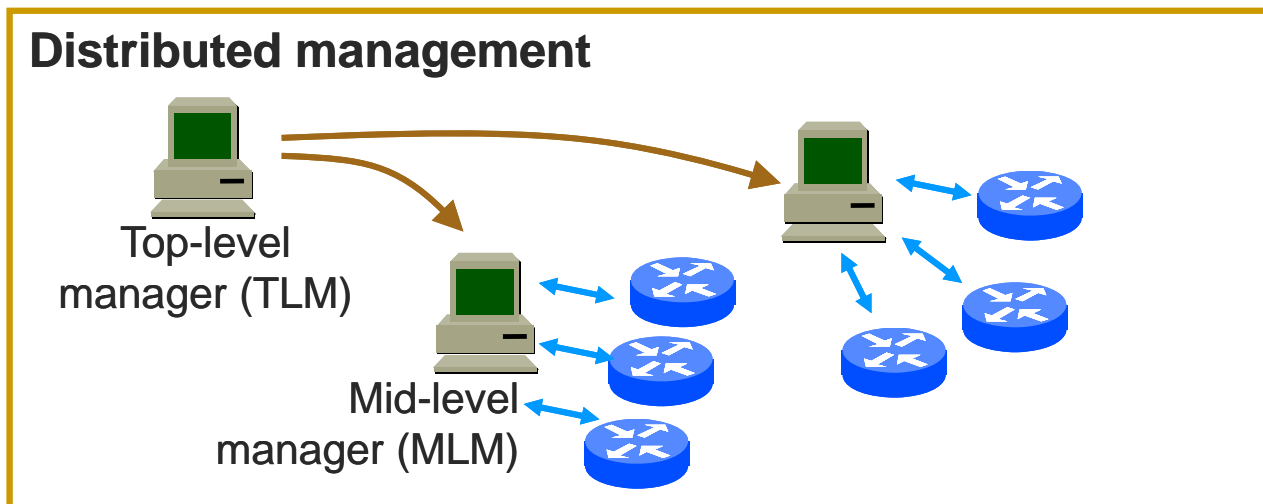 Distributed management
Top-level
manager (TLM)
Mid-level
manager (MLM)